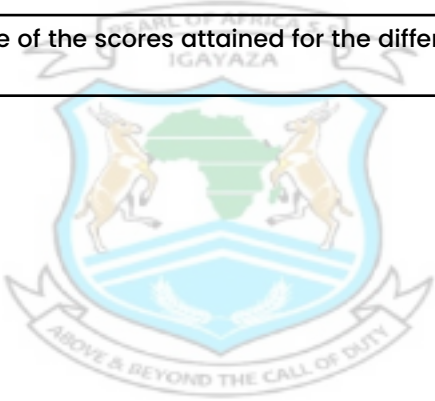 PEARL OF AFRICA S.S
e of the scores attained for the differ
IGAYAZA
ABOVE & BEYOND THE CALL OF DUTY